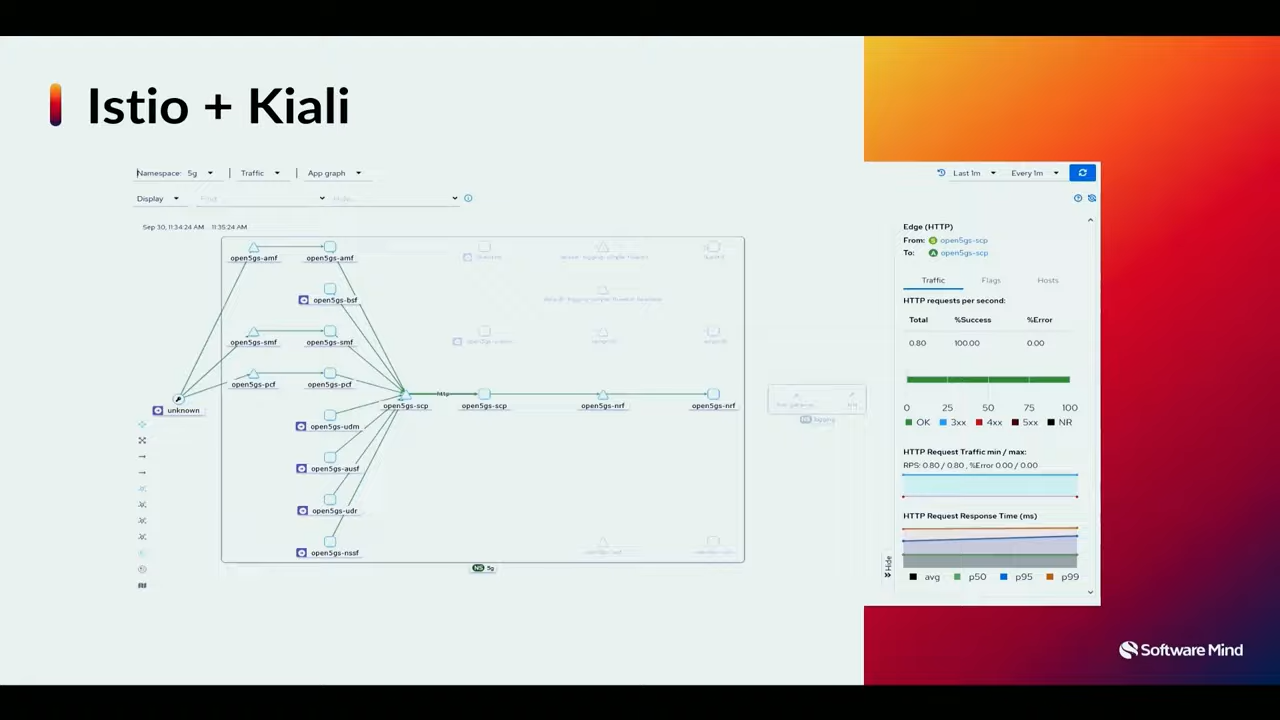 Istio + Kiali
Namespace: 5g
Traffic
App graph
Last 1m
Every 1m
Display
Find...
Hide...
Sep 30, 11:34:24 AM 11:35:24 AM
open5gs-amf
open5gs-amf
open5gs-bsf
open5gs-smf
open5gs-smf
open5gs-pcf
open5gs-pcf
unknown
open5gs-scp
http
open5gs-scp
open5gs-nrf
open5gs-nrf
open5gs-udm
open5gs-ausf
open5gs-udr
open5gs-nssf
NS 5g
Edge (HTTP)
From: S open5gs-scp
To: A open5gs-scp
Traffic Flags Hosts
HTTP requests per second:
Total %Success %Error
0.80 100.00 0.00
0 25 50 75 100
OK 3xx 4xx 5xx NR
HTTP Request Traffic min / max:
RPS: 0.80 / 0.80 , %Error 0.00 / 0.00
HTTP Request Response Time (ms)
Hide
avg p50 p95 p99
Software Mind